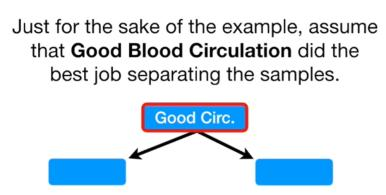 Just for the sake of the example, assume
that Good Blood Circulation did the
best job separating the samples.
Good Circ.